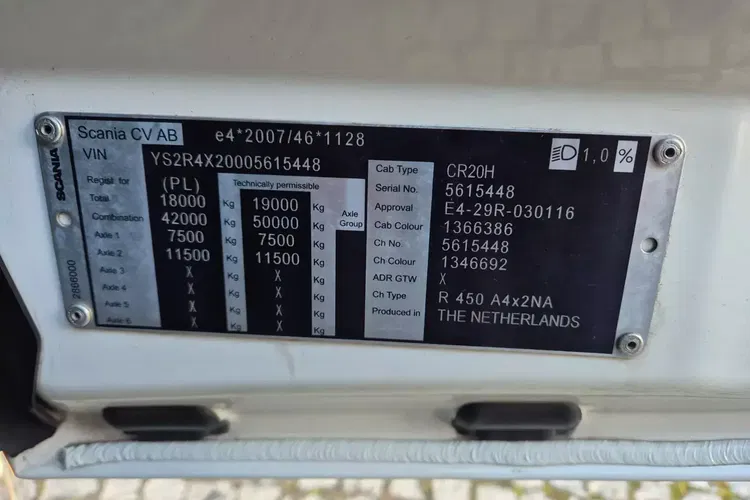 Scania CV AB e4*2007/46*1128
VIN YS2R4X20005615448
1,0 %
SCANIA
2866000
Regist. for (PL) Technically permissible
Total 18000 Kg 19000 Kg Axle Group
Combination 42000 Kg 50000 Kg
Axle 1 7500 Kg 7500 Kg
Axle 2 11500 Kg 11500 Kg
Axle 3 X Kg X Kg
Axle 4 X Kg X Kg
Axle 5 X Kg X Kg
Axle 6 X Kg X Kg
Cab Type CR20H
Serial No. 5615448
Approval E4-29R-030116
Cab Colour 1366386
Ch No 5615448
Ch Colour 1346692
ADR GTW X
Ch Type R 450 A4x2NA
Produced in THE NETHERLANDS